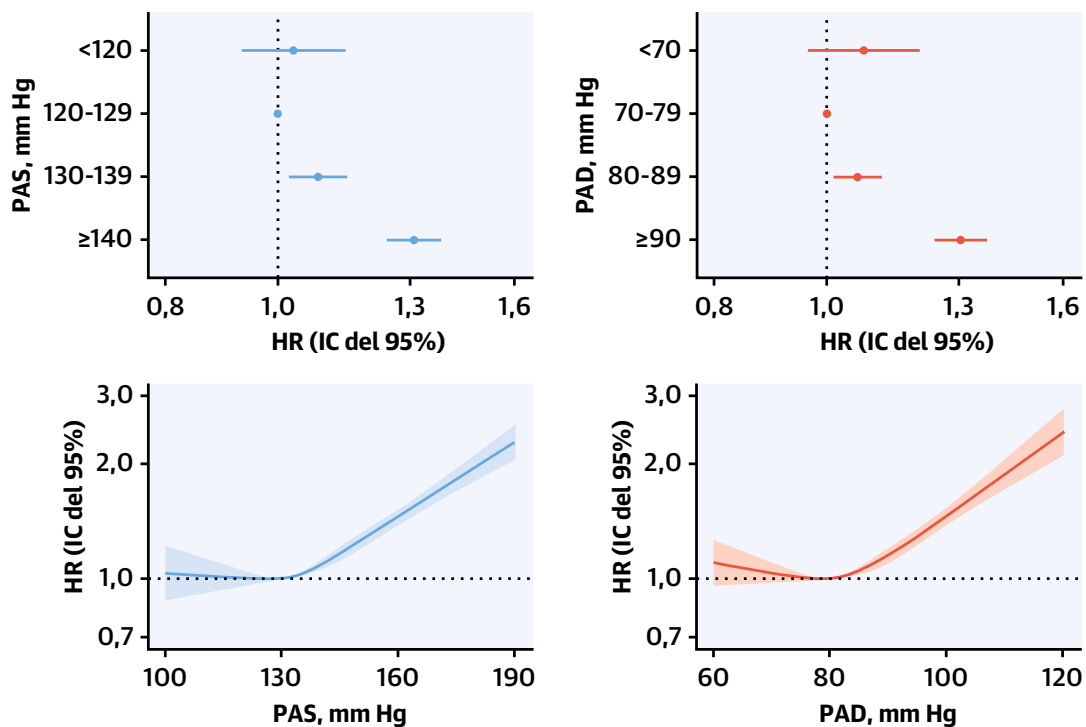 PAS, mm Hg
<120
120-129
130-139
≥140
0,8 1,0 1,3 1,6
HR (IC del 95%)
PAD, mm Hg
<70
70-79
80-89
≥90
0,8 1,0 1,3 1,6
HR (IC del 95%)
HR (IC del 95%)
3,0
2,0
1,0
0,7
100 130 160 190
PAS, mm Hg
HR (IC del 95%)
3,0
2,0
1,0
0,7
60 80 100 120
PAD, mm Hg